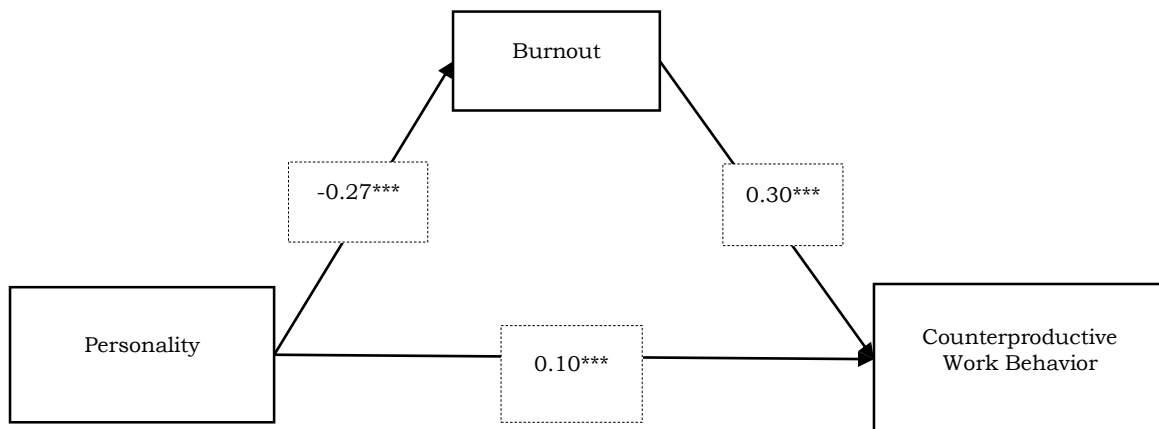 Burnout
-0.27***
0.30***
Personality
0.10***
Counterproductive
Work Behavior